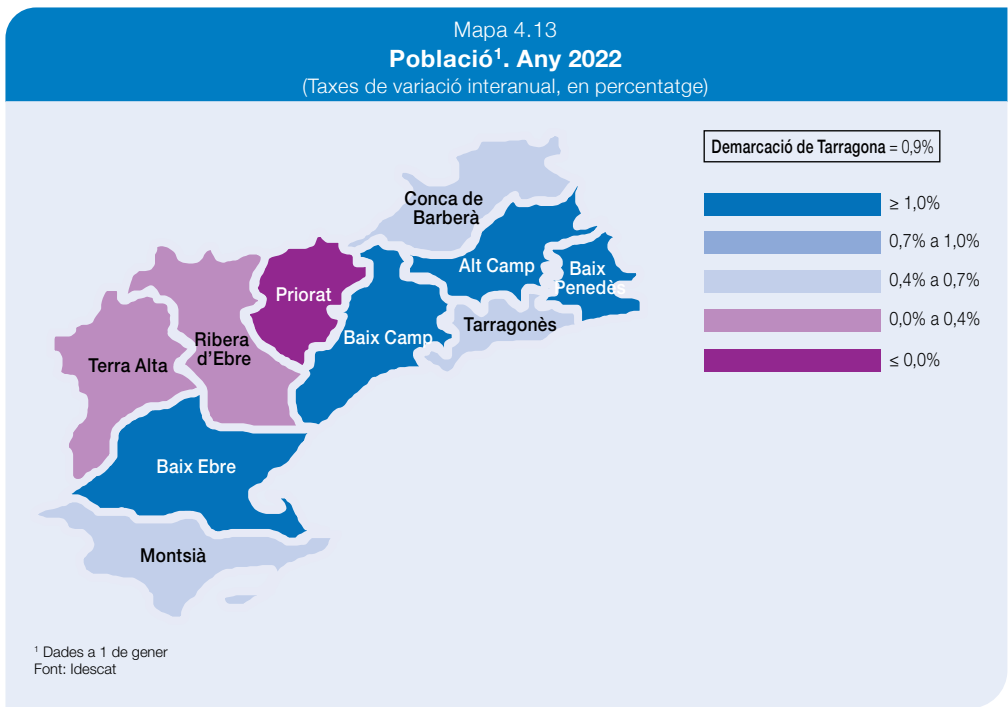 Mapa 4.13
Població¹. Any 2022
(Taxes de variació interanual, en percentatge)
Demarcació de Tarragona = 0,9%
≥ 1,0%
0,7% a 1,0%
0,4% a 0,7%
0,0% a 0,4%
≤ 0,0%
Conca de
Barberà
Alt Camp
Baix
Penedès
Priorat
Tarragonès
Baix Camp
Ribera
d'Ebre
Terra Alta
Baix Ebre
Montsià
¹ Dades a 1 de gener
Font: Idescat